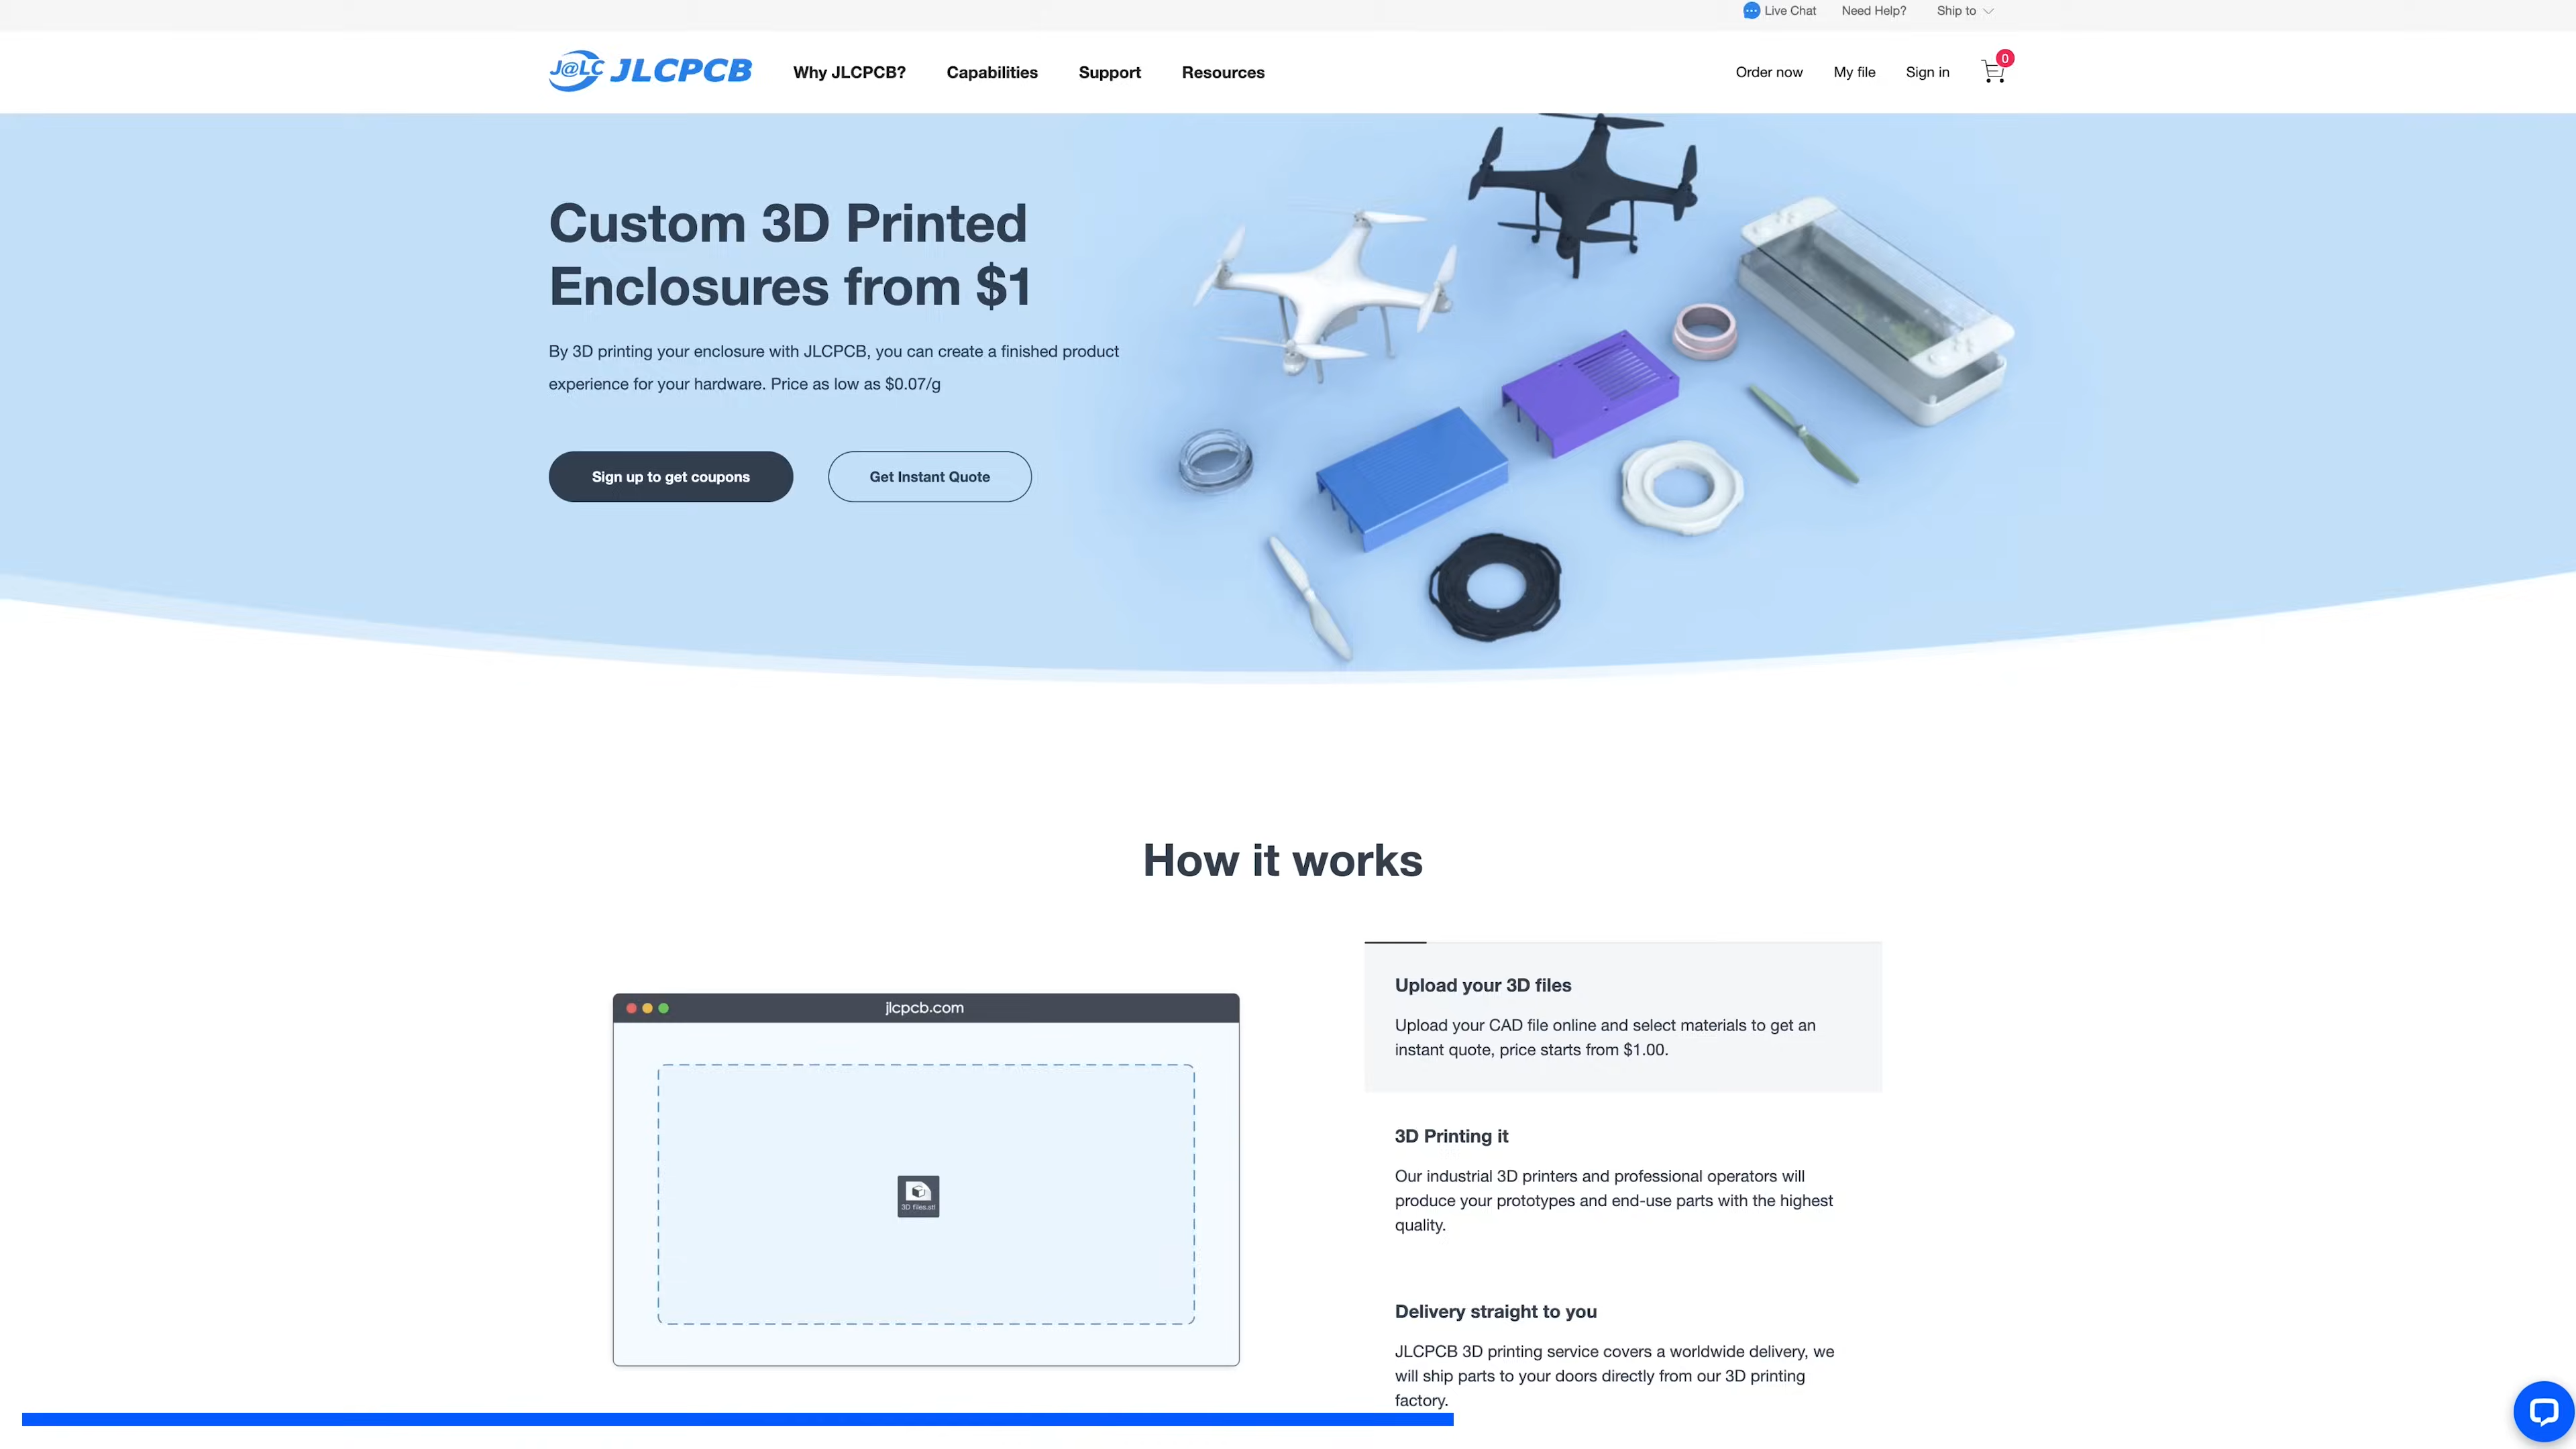 Live Chat Need Help? Ship to
J@LC JLCPCB Why JLCPCB? Capabilities Support Resources Order now My file Sign in 0
Custom 3D Printed
Enclosures from $1
By 3D printing your enclosure with JLCPCB, you can create a finished product
experience for your hardware. Price as low as $0.07/g
Sign up to get coupons Get Instant Quote
How it works
jlcpcb.com
3D files.stl
Upload your 3D files
Upload your CAD file online and select materials to get an
instant quote, price starts from $1.00.
3D Printing it
Our industrial 3D printers and professional operators will
produce your prototypes and end-use parts with the highest
quality.
Delivery straight to you
JLCPCB 3D printing service covers a worldwide delivery, we
will ship parts to your doors directly from our 3D printing
factory.